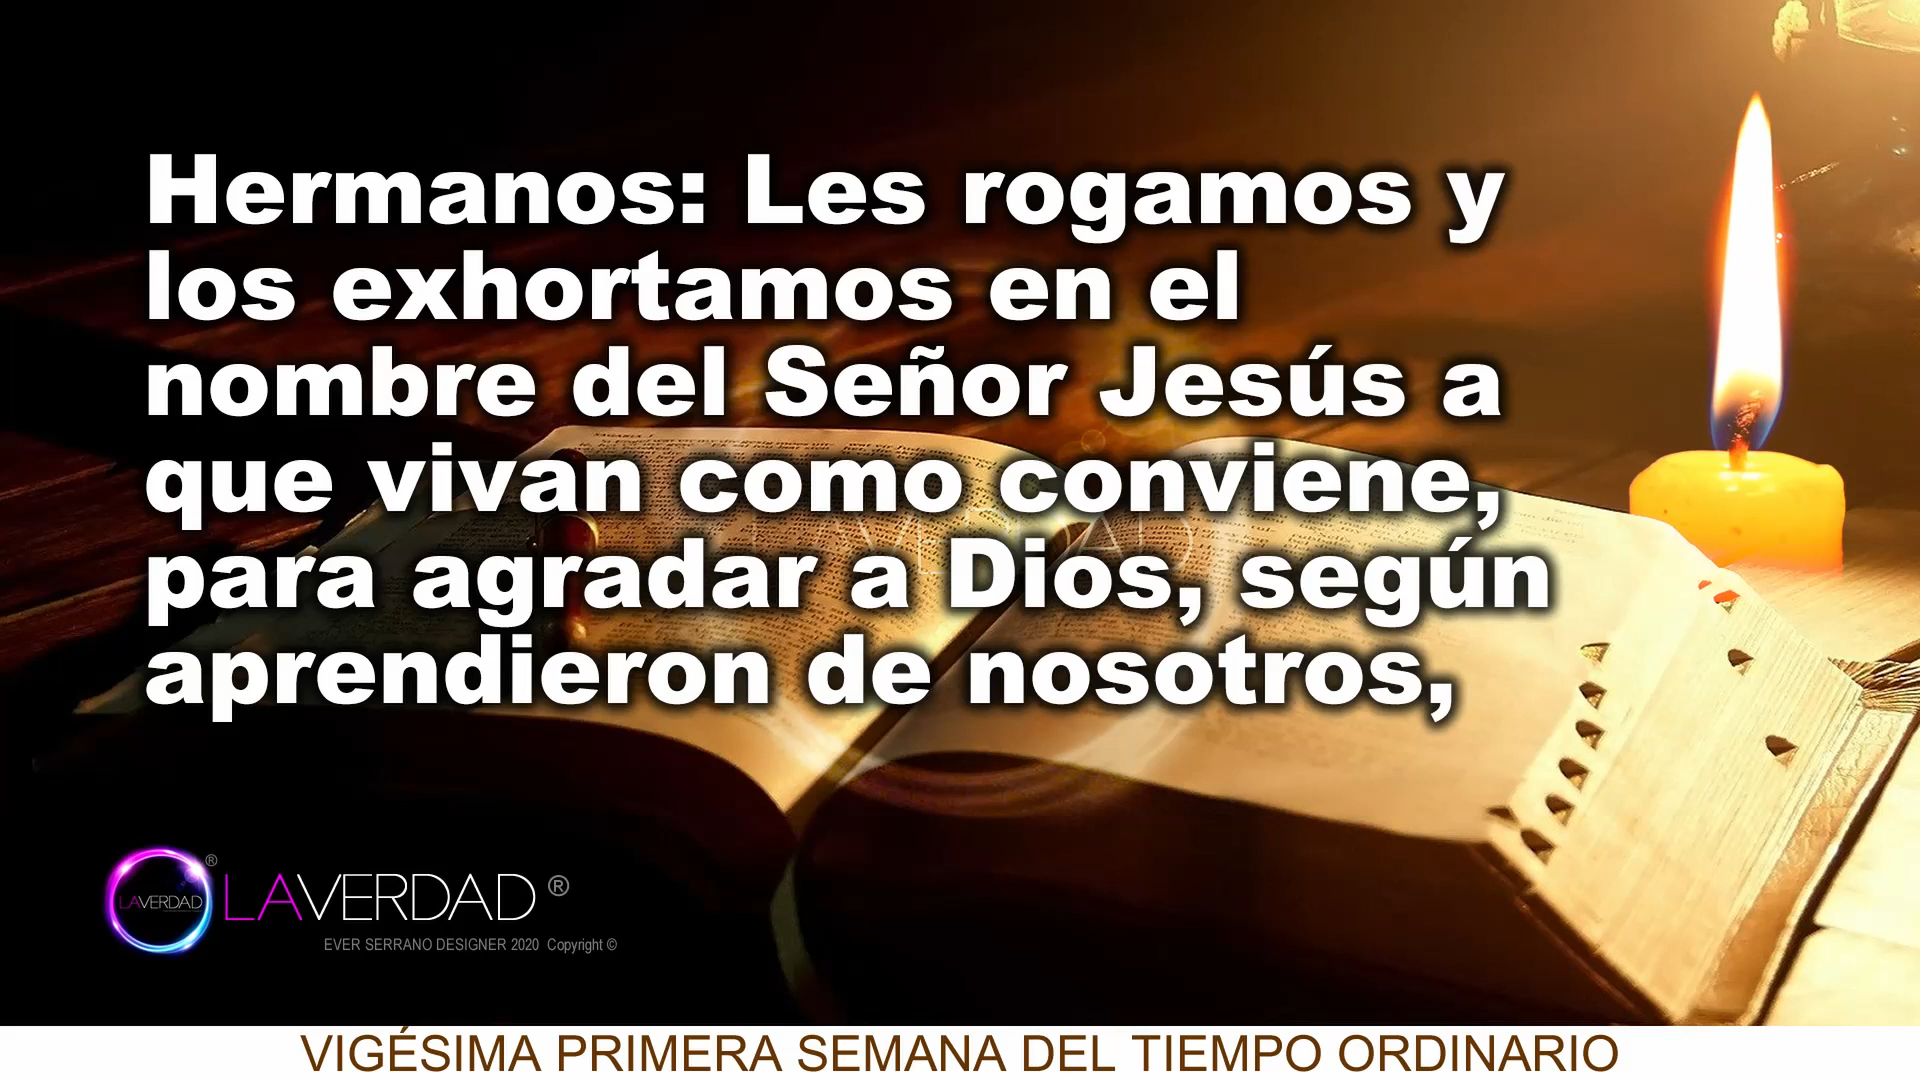 Hermanos: Les rogamos y
los exhortamos en el
nombre del Señor Jesús a
que vivan como conviene,
para agradar a Dios, según
aprendieron de nosotros,
LAVERDAD ®
LAVERDAD ®
EVER SERRANO DESIGNER 2020 Copyright ©
VIGÉSIMA PRIMERA SEMANA DEL TIEMPO ORDINARIO